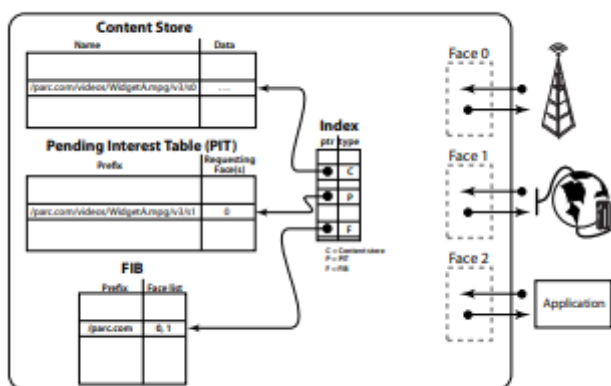 Content Store
Name Data
/parc.com/videos/WidgetA.mpg/v3/s0 ....
Pending Interest Table (PIT)
Prefix Requesting Face(s)
/parc.com/videos/WidgetA.mpg/v3/s1 0
FIB
Prefix Face list
/parc.com 0, 1
Index
ptr type
C
P
F
C = Content store
P = PIT
F = FIB
Face 0
Face 1
Face 2
Application